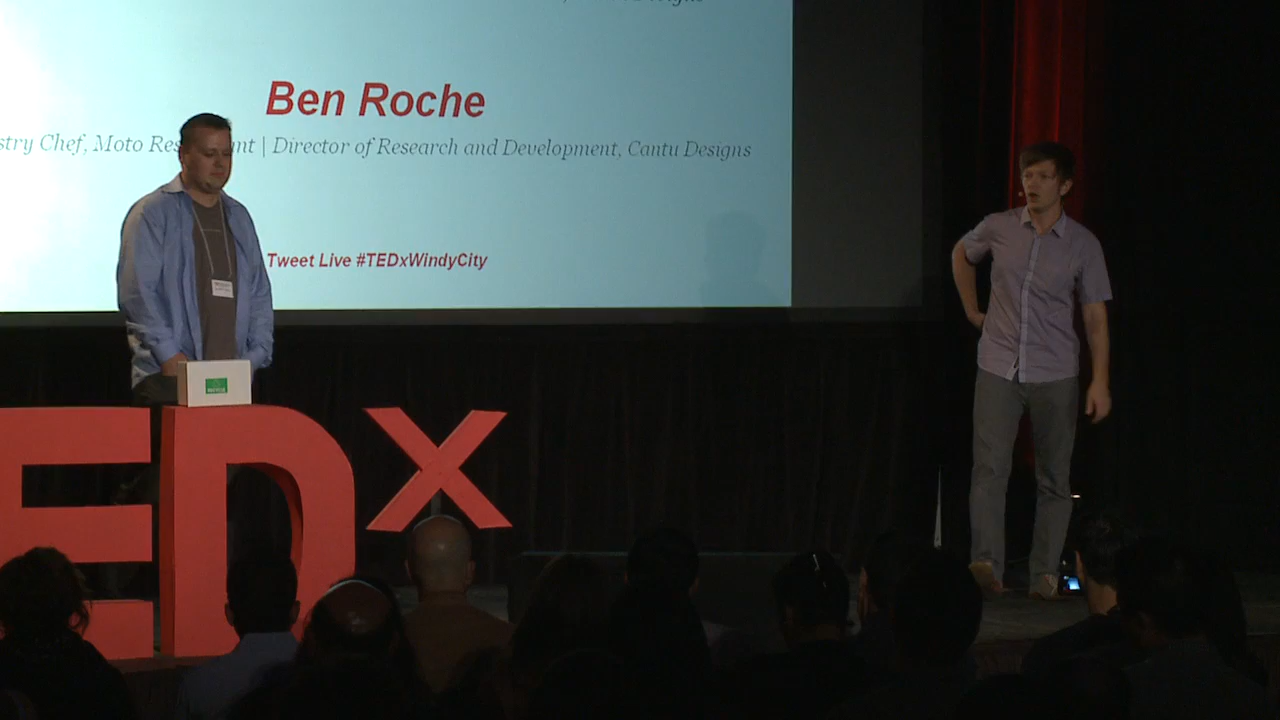 Ben Roche
stry Chef, Moto Res nt | Director of Research and Development, Cantu Designs
Tweet Live #TEDxWindyCity
EDx